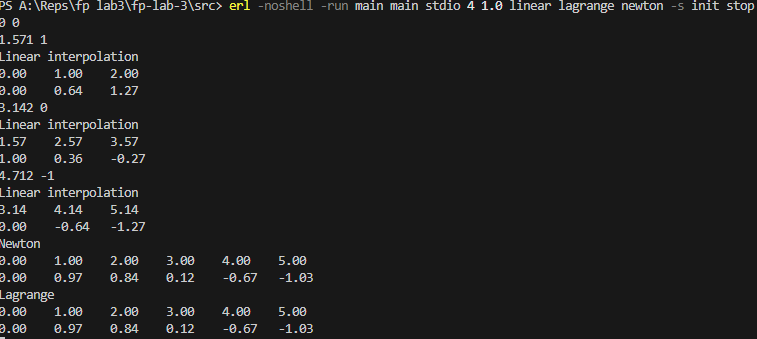 PS A:\Reps\fp lab3\fp-lab-3\src> erl -noshell -run main main stdio 4 1.0 linear lagrange newton -s init stop
0 0
1.571 1
Linear interpolation
0.00 1.00 2.00
0.00 0.64 1.27
3.142 0
Linear interpolation
1.57 2.57 3.57
1.00 0.36 -0.27
4.712 -1
Linear interpolation
3.14 4.14 5.14
0.00 -0.64 -1.27
Newton
0.00 1.00 2.00 3.00 4.00 5.00
0.00 0.97 0.84 0.12 -0.67 -1.03
Lagrange
0.00 1.00 2.00 3.00 4.00 5.00
0.00 0.97 0.84 0.12 -0.67 -1.03